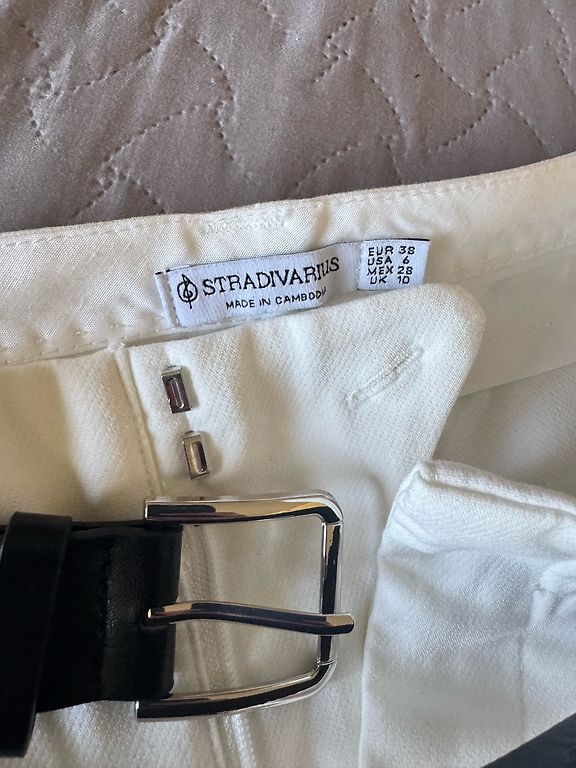 STRADIVARIUS
MADE IN CAMBODIA
EUR 38
USA 6
MEX 28
UK 10